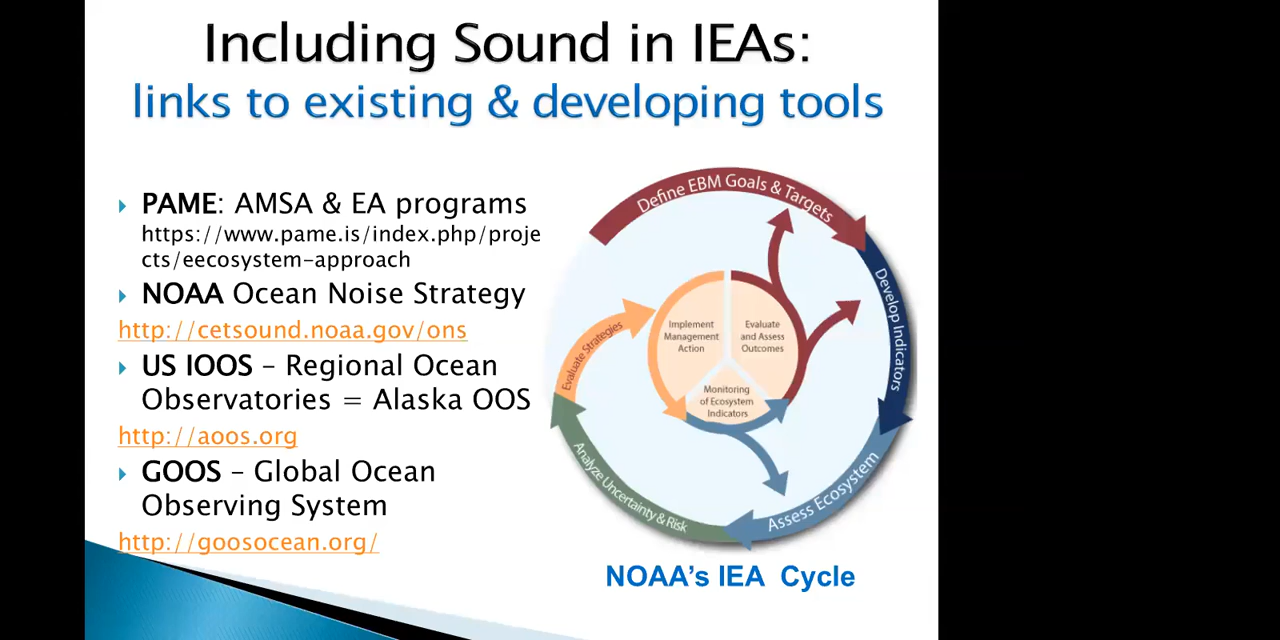 Including Sound in IEAs:
links to existing & developing tools
PAME: AMSA & EA programs
https://www.pame.is/index.php/proje
cts/eecosystem-approach
NOAA Ocean Noise Strategy
http://cetsound.noaa.gov/ons
US IOOS – Regional Ocean
Observatories = Alaska OOS
http://aoos.org
GOOS – Global Ocean
Observing System
http://goosocean.org/
Define EBM Goals & Targets
Develop Indicators
Assess Ecosystem
Analyze Uncertainty & Risk
Evaluate Strategies
Implement
Management
Action
Evaluate
and Assess
Outcomes
Monitoring
of Ecosystem
Indicators
NOAA's IEA Cycle